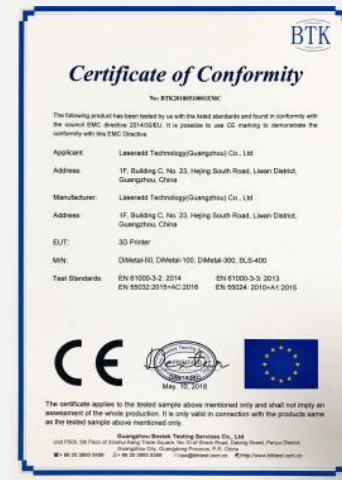 BTK
Certificate of Conformity
No: BTK20180510001EMC
The following product has been tested by us with the listed standards and found in conformity with
the council EMC directive 2014/30/EU. It is possible to use CE marking to demonstrate the
conformity with this EMC Directive.
Applicant: Laseradd Technology(Guangzhou) Co., Ltd
Address: 1F, Building C, No. 23, Hejing South Road, Liwan District,
Guangzhou, China
Manufacturer: Laseradd Technology(Guangzhou) Co., Ltd
Address: 1F, Building C, No. 23, Hejing South Road, Liwan District,
Guangzhou, China
EUT: 3D Printer
M/N: DiMetal-50, DiMetal-100, DiMetal-300, SLS-400
Test Standards: EN 61000-3-2: 2014 EN 61000-3-3: 2013
EN 55032:2015+AC:2016 EN 55024: 2010+A1:2015
CE
May. 10, 2018
The certificate applies to the tested sample above mentioned only and shall not imply an
assessment of the whole production. It is only valid in connection with the products same
as the tested sample above mentioned only.
Guangzhou Bestek Testing Services Co., Ltd